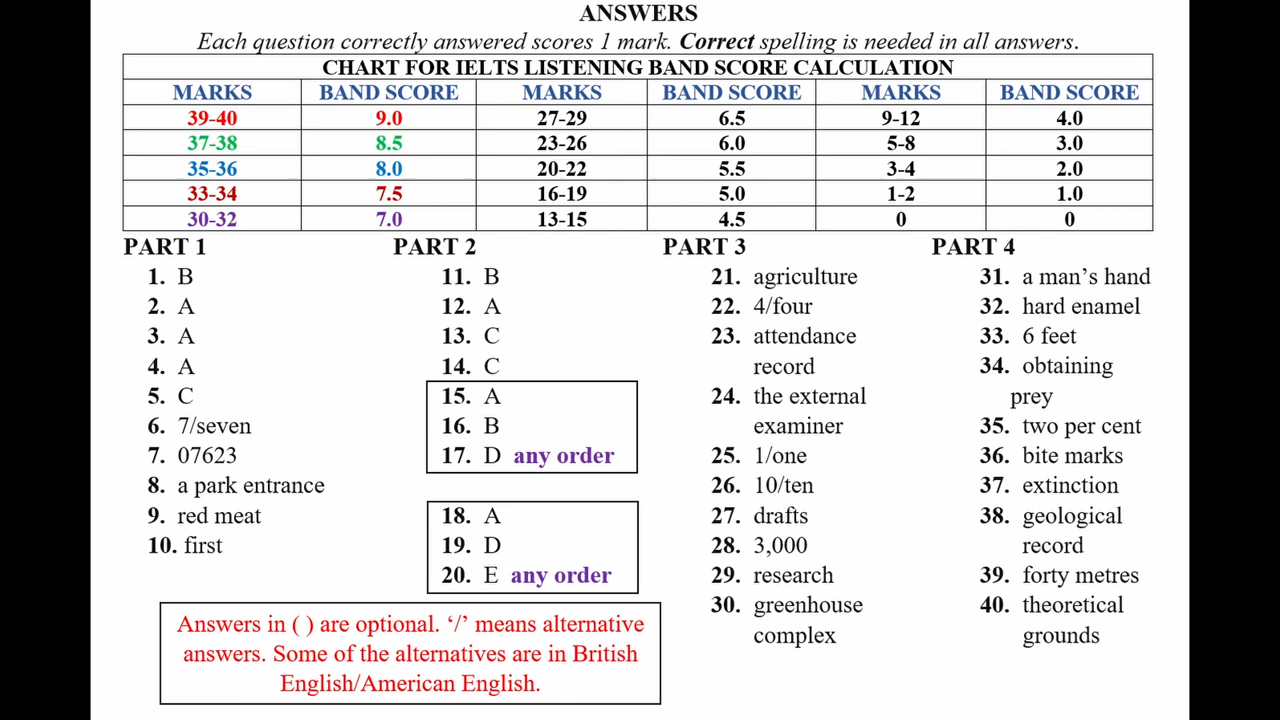 ANSWERS
Each question correctly answered scores 1 mark. Correct spelling is needed in all answers.
CHART FOR IELTS LISTENING BAND SCORE CALCULATION
MARKS BAND SCORE MARKS BAND SCORE MARKS BAND SCORE
39-40 9.0 27-29 6.5 9-12 4.0
37-38 8.5 23-26 6.0 5-8 3.0
35-36 8.0 20-22 5.5 3-4 2.0
33-34 7.5 16-19 5.0 1-2 1.0
30-32 7.0 13-15 4.5 0 0
PART 1
1. B
2. A
3. A
4. A
5. C
6. 7/seven
7. 07623
8. a park entrance
9. red meat
10. first
PART 2
11. B
12. A
13. C
14. C
15. A
16. B
17. D any order
18. A
19. D
20. E any order
PART 3
21. agriculture
22. 4/four
23. attendance
record
24. the external
examiner
25. 1/one
26. 10/ten
27. drafts
28. 3,000
29. research
30. greenhouse
complex
PART 4
31. a man’s hand
32. hard enamel
33. 6 feet
34. obtaining
prey
35. two per cent
36. bite marks
37. extinction
38. geological
record
39. forty metres
40. theoretical
grounds
Answers in ( ) are optional. ‘/’ means alternative
answers. Some of the alternatives are in British
English/American English.